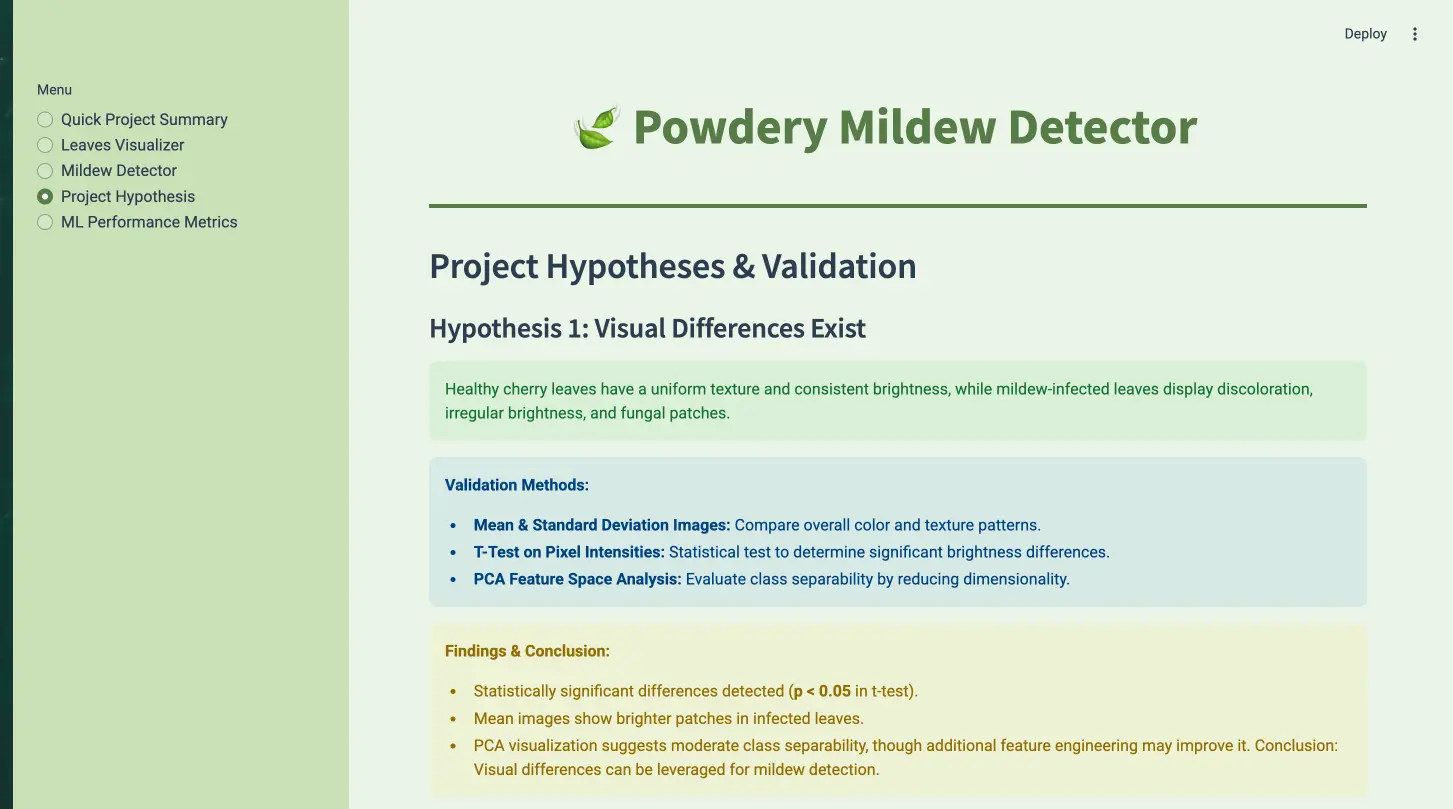 Deploy
Menu
Quick Project Summary
Leaves Visualizer
Mildew Detector
Project Hypothesis
ML Performance Metrics
Powdery Mildew Detector
Project Hypotheses & Validation
Hypothesis 1: Visual Differences Exist
Healthy cherry leaves have a uniform texture and consistent brightness, while mildew-infected leaves display discoloration,
irregular brightness, and fungal patches.
Validation Methods:
• Mean & Standard Deviation Images: Compare overall color and texture patterns.
• T-Test on Pixel Intensities: Statistical test to determine significant brightness differences.
• PCA Feature Space Analysis: Evaluate class separability by reducing dimensionality.
Findings & Conclusion:
• Statistically significant differences detected (p < 0.05 in t-test).
• Mean images show brighter patches in infected leaves.
• PCA visualization suggests moderate class separability, though additional feature engineering may improve it. Conclusion:
Visual differences can be leveraged for mildew detection.